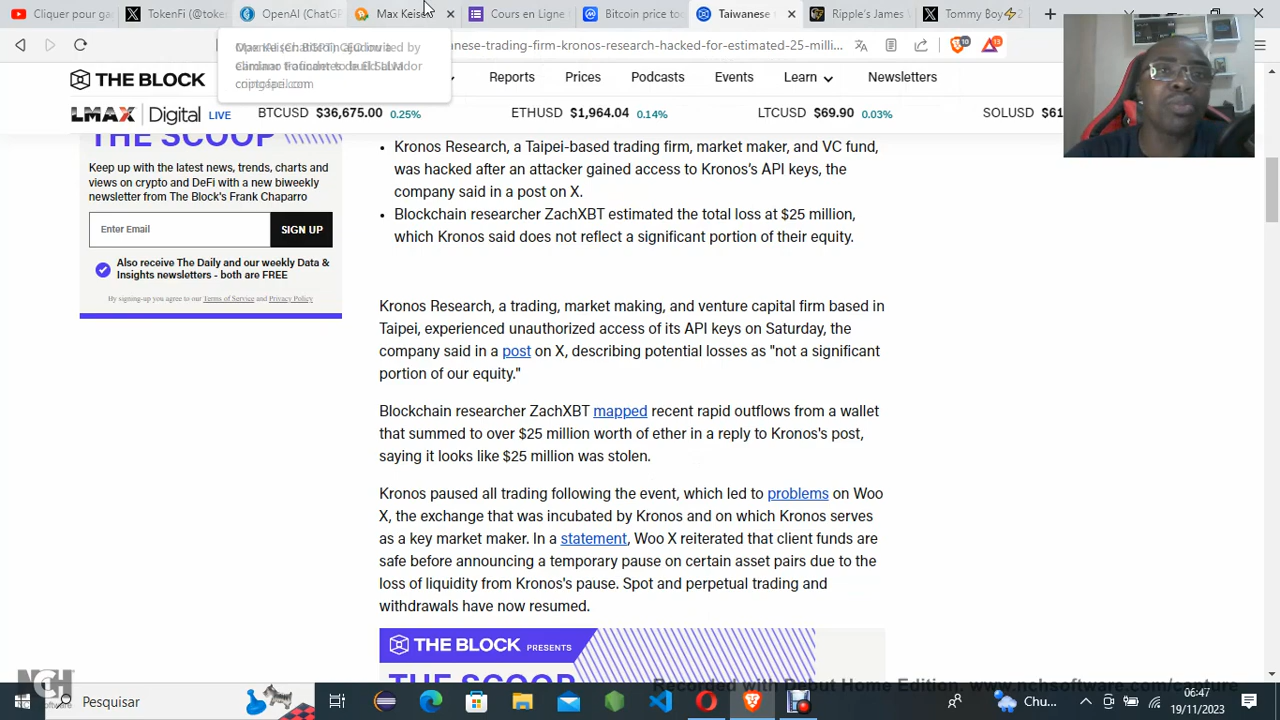 Cliquer pour ga
TokenFi (@toke
OpenAI (ChatGP
Max Keiser
Cours en Ligne
Bitcoin price to
Taiwanese
Ripple's James
Tommy Boy⚡ 2
anese-trading-firm-kronos-research-hacked-for-estimated-25-milli...
10
13
criptofacil.com
THE BLOCK
Reports
Prices
Podcasts
Events
Learn
Newsletters
LMAX Digital LIVE
BTCUSD $36,675.00 0.25%
ETHUSD $1,964.04 0.14%
LTCUSD $69.90 0.03%
SOLUSD $61
THE SCOOP
Keep up with the latest news, trends, charts and
views on crypto and DeFi with a new biweekly
newsletter from The Block's Frank Chaparro
Enter Email
SIGN UP
Also receive The Daily and our weekly Data &
Insights newsletters - both are FREE
By signing-up you agree to our Terms of Service and Privacy Policy
• Kronos Research, a Taipei-based trading firm, market maker, and VC fund,
was hacked after an attacker gained access to Kronos's API keys, the
company said in a post on X.
• Blockchain researcher ZachXBT estimated the total loss at $25 million,
which Kronos said does not reflect a significant portion of their equity.
Kronos Research, a trading, market making, and venture capital firm based in
Taipei, experienced unauthorized access of its API keys on Saturday, the
company said in a post on X, describing potential losses as "not a significant
portion of our equity."
Blockchain researcher ZachXBT mapped recent rapid outflows from a wallet
that summed to over $25 million worth of ether in a reply to Kronos's post,
saying it looks like $25 million was stolen.
Kronos paused all trading following the event, which led to problems on Woo
X, the exchange that was incubated by Kronos and on which Kronos serves
as a key market maker. In a statement, Woo X reiterated that client funds are
safe before announcing a temporary pause on certain asset pairs due to the
loss of liquidity from Kronos's pause. Spot and perpetual trading and
withdrawals have now resumed.
THE BLOCK PRESENTS
THE SCOOP
NCH
Recorded with Debut Home Edition. www.nchsoftware.com/capture
Pesquisar
Chu...
06:47
19/11/2023